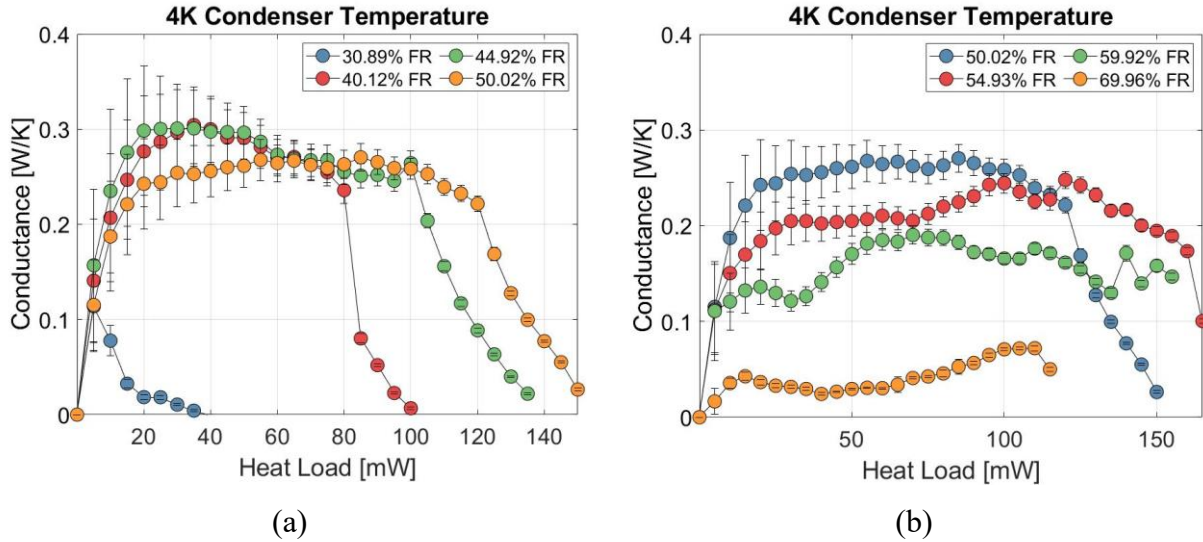 4K Condenser Temperature
0.4
0.3
0.2
0.1
0
Conductance [W/K]
30.89% FR
44.92% FR
40.12% FR
50.02% FR
20
40
60
80
100
120
140
Heat Load [mW]
(a)
4K Condenser Temperature
0.4
0.3
0.2
0.1
0
Conductance [W/K]
50.02% FR
59.92% FR
54.93% FR
69.96% FR
50
100
150
Heat Load [mW]
(b)